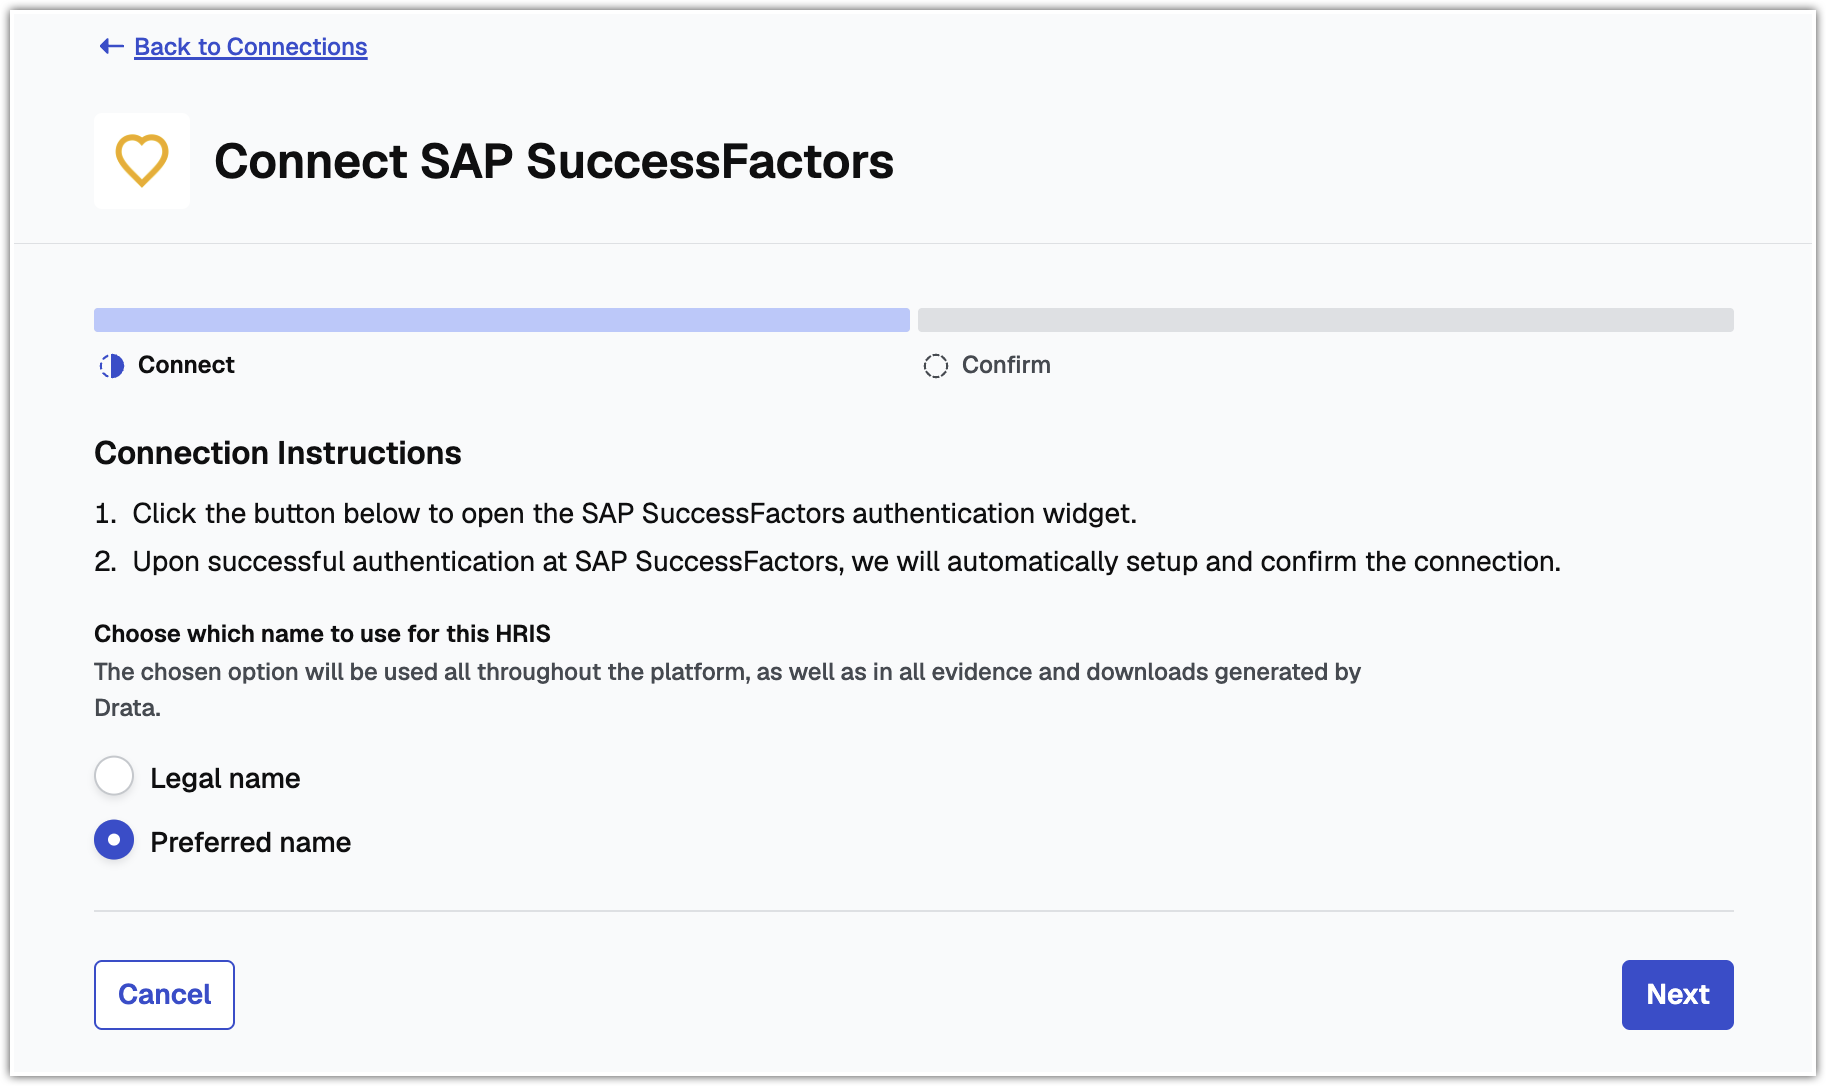 Back to Connections
Connect SAP SuccessFactors
Connect
Confirm
Connection Instructions
1. Click the button below to open the SAP SuccessFactors authentication widget.
2. Upon successful authentication at SAP SuccessFactors, we will automatically setup and confirm the connection.
Choose which name to use for this HRIS
The chosen option will be used all throughout the platform, as well as in all evidence and downloads generated by
Drata.
Legal name
Preferred name
Cancel
Next